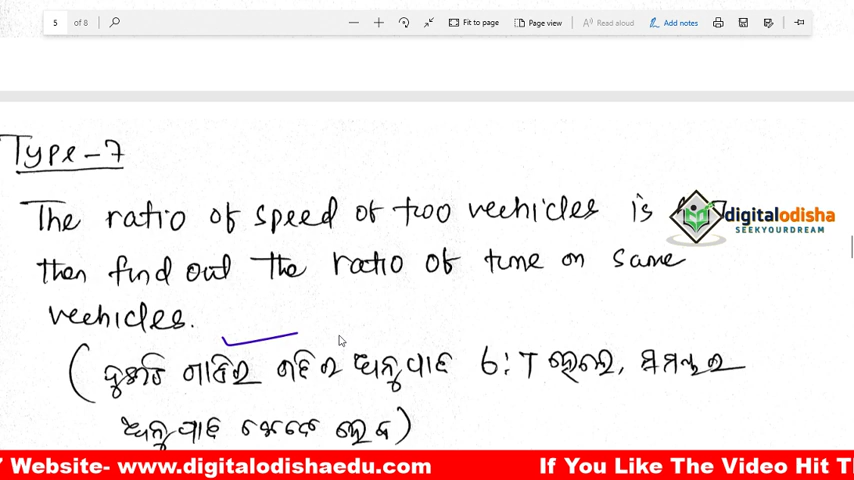 5 of 8 Fit to page Page view Read aloud Add notes
Type-7
The ratio of speed of two veehicles is
then find out the ratio of time on same
veehicles.
digitalodisha
SEEKYOURDREAM
(ଦୁଇଟି ଗାଡିର ଗତିର ଅନୁପାତ 6:7 ହେଲେ, ସମୟର
ଅନୁପାତ କେତେ ହେବ)
7 Website- www.digitalodishaedu.com If You Like The Video Hit T